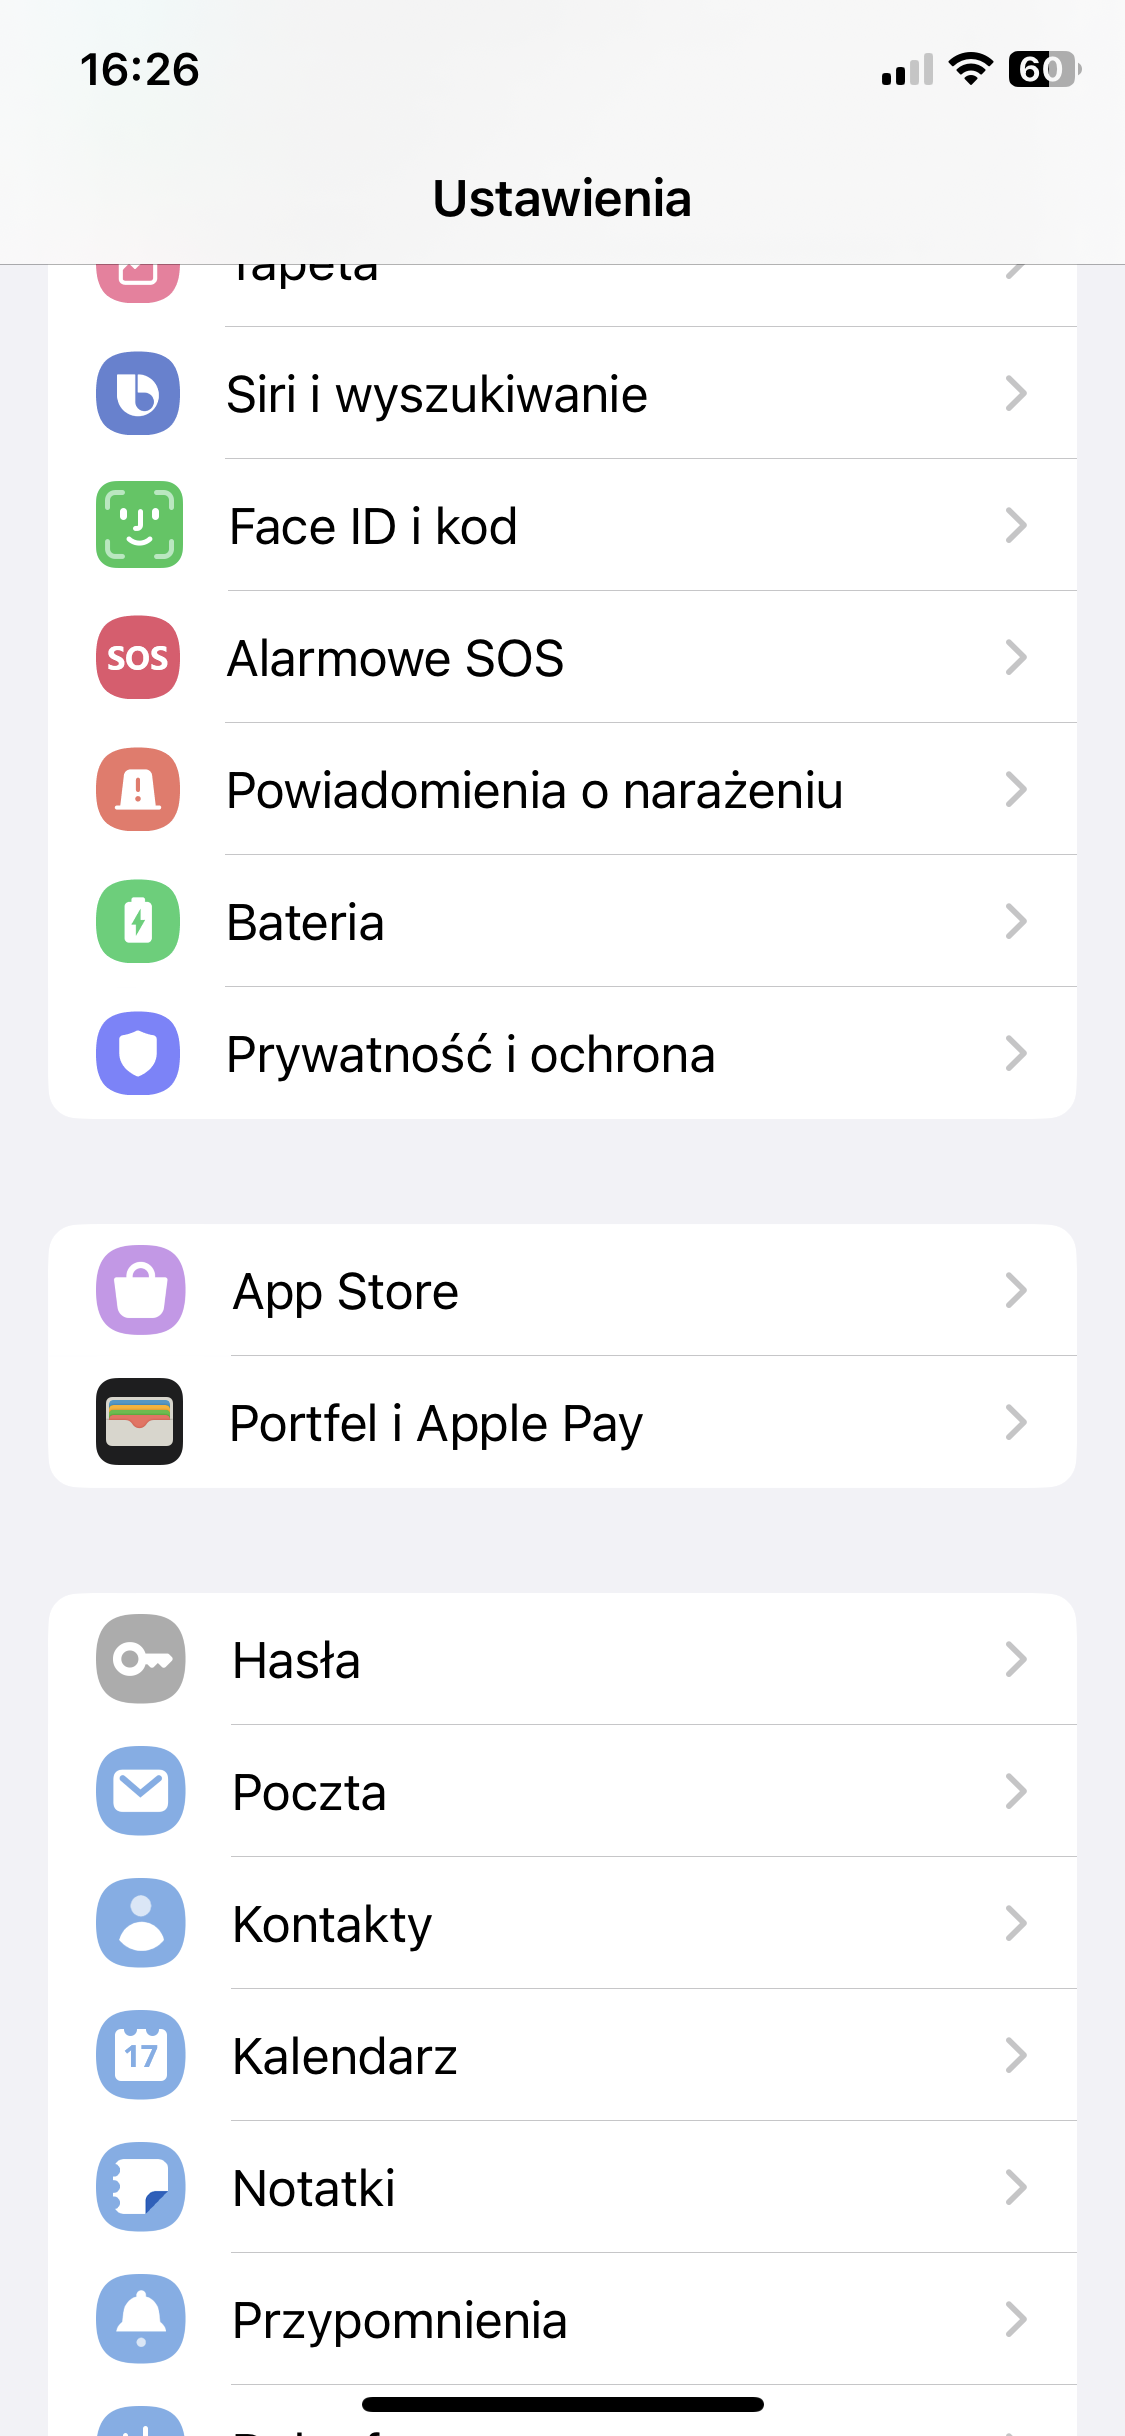 16:26
60
Ustawienia
Tapeta
Siri i wyszukiwanie
Face ID i kod
SOS
Alarmowe SOS
Powiadomienia o narażeniu
Bateria
Prywatność i ochrona
App Store
Portfel i Apple Pay
Hasła
Poczta
Kontakty
17
Kalendarz
Notatki
Przypomnienia